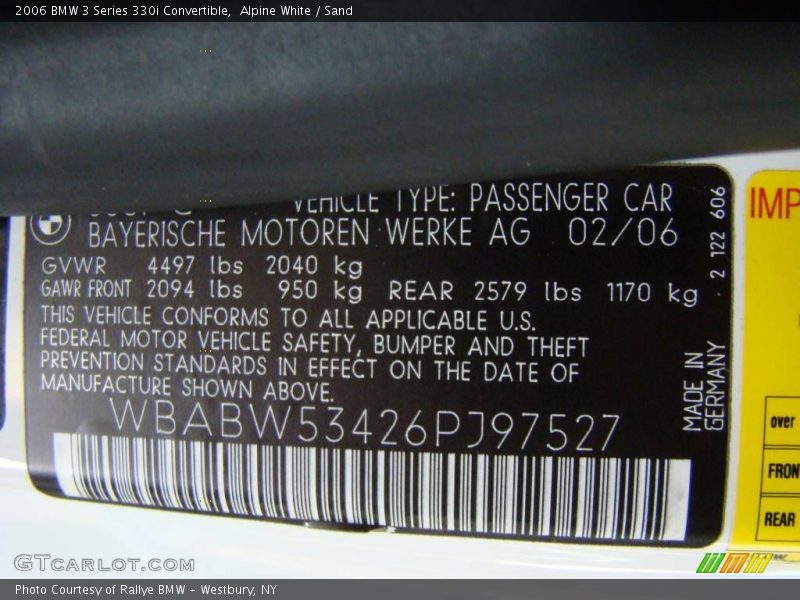 2006 BMW 3 Series 330i Convertible,  Alpine White / Sand
VEHICLE TYPE: PASSENGER CAR
BAYERISCHE MOTOREN WERKE AG 02/06
GVWR 4497 lbs 2040 kg
GAWR FRONT 2094 lbs 950 kg REAR 2579 lbs 1170 kg
THIS VEHICLE CONFORMS TO ALL APPLICABLE U.S.
FEDERAL MOTOR VEHICLE SAFETY, BUMPER AND THEFT
PREVENTION STANDARDS IN EFFECT ON THE DATE OF
MANUFACTURE SHOWN ABOVE.
WBABW53426PJ97527
MADE IN
GERMANY
2 122 606
IMP
over
FRON
REAR
GTCARLOT.COM
Photo Courtesy of Rallye BMW - Westbury, NY